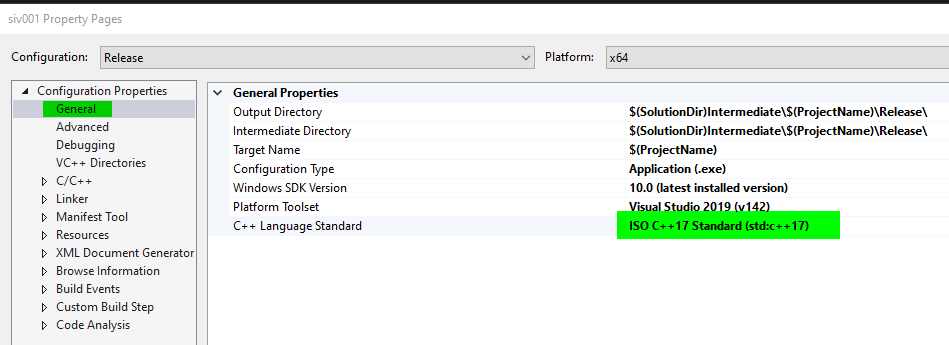 siv001 Property Pages
Configuration: Release Platform: x64
Configuration Properties
General
Advanced
Debugging
VC++ Directories
C/C++
Linker
Manifest Tool
Resources
XML Document Generator
Browse Information
Build Events
Custom Build Step
Code Analysis
General Properties
Output Directory $(SolutionDir)Intermediate\$(ProjectName)\Release\
Intermediate Directory $(SolutionDir)Intermediate\$(ProjectName)\Release\
Target Name $(ProjectName)
Configuration Type Application (.exe)
Windows SDK Version 10.0 (latest installed version)
Platform Toolset Visual Studio 2019 (v142)
C++ Language Standard ISO C++17 Standard (std:c++17)